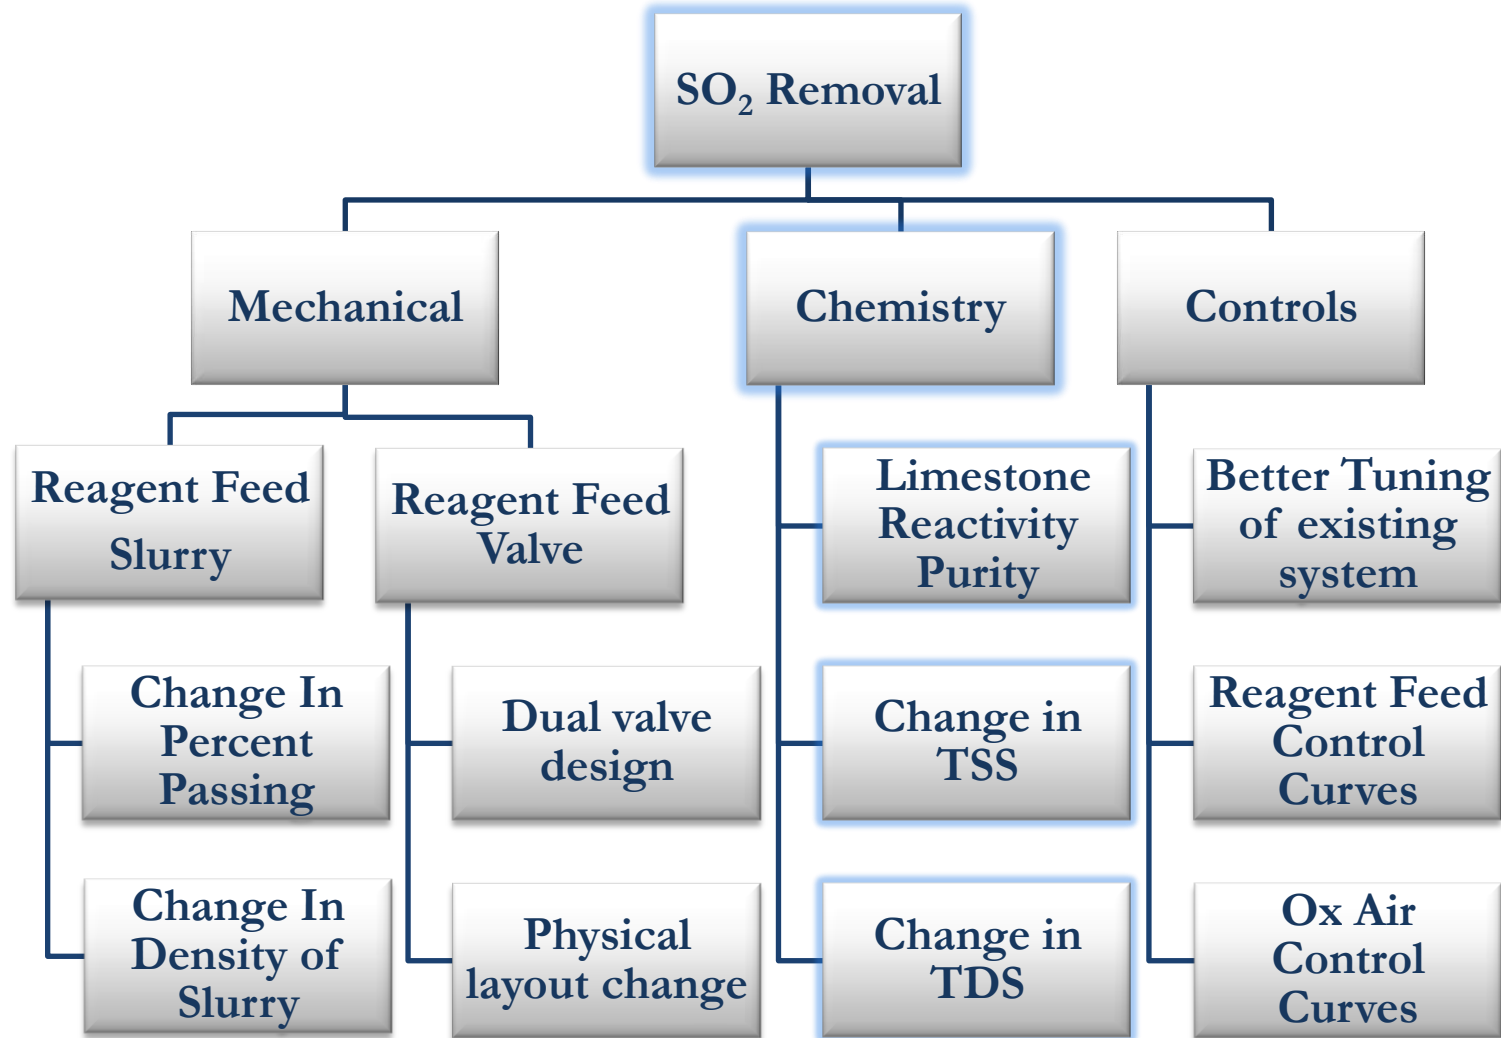 SO₂ Removal
Mechanical
Chemistry
Controls
Reagent Feed
Slurry
Reagent Feed
Valve
Limestone
Reactivity
Purity
Better Tuning
of existing
system
Change In
Percent
Passing
Dual valve
design
Change in
TSS
Reagent Feed
Control
Curves
Change In
Density of
Slurry
Physical
layout change
Change in
TDS
Ox Air
Control
Curves